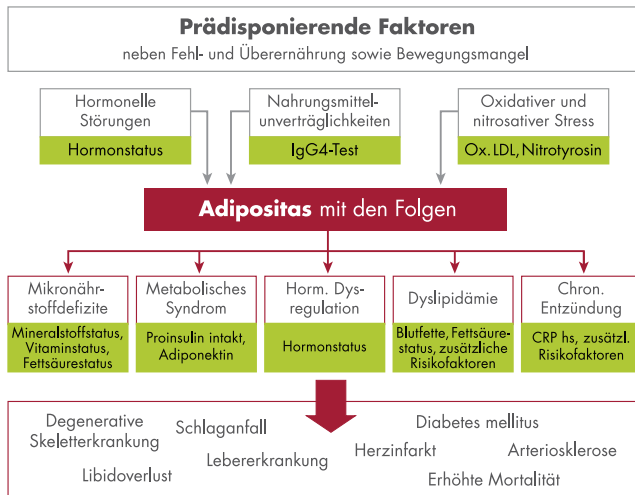 Prädisponierende Faktoren
neben Fehl- und Überernährung sowie Bewegungsmangel
Hormonelle
Störungen
Hormonstatus
Nahrungsmittel-
unverträglichkeiten
IgG4-Test
Oxidativer und
nitrosativer Stress
Ox. LDL, Nitrotyrosin
Adipositas mit den Folgen
Mikronähr-
stoffdefizite
Mineralstoffstatus,
Vitaminstatus,
Fettsäurestatus
Metabolisches
Syndrom
Proinsulin intakt,
Adiponektin
Horm. Dys-
regulation
Hormonstatus
Dyslipidämie
Blutfette, Fettsäure-
status, zusätzliche
Risikofaktoren
Chron.
Entzündung
CRP hs, zusätzl.
Risikofaktoren
Degenerative
Skeletterkrankung
Schlaganfall
Diabetes mellitus
Libidoverlust
Lebererkrankung
Herzinfarkt
Arteriosklerose
Erhöhte Mortalität